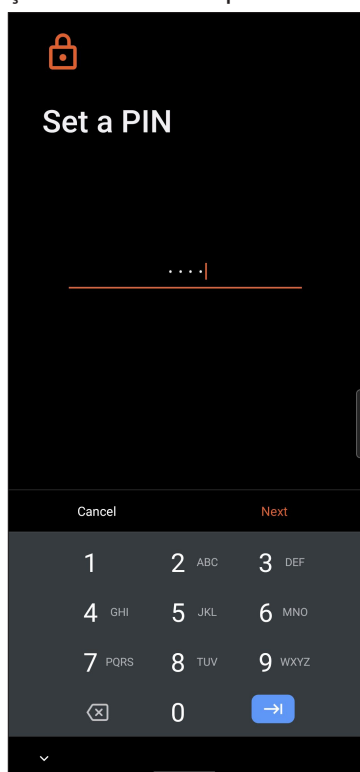 Set a PIN
••••
Cancel Next
1 2 ABC 3 DEF
4 GHI 5 JKL 6 MNO
7 PQRS 8 TUV 9 WXYZ
0